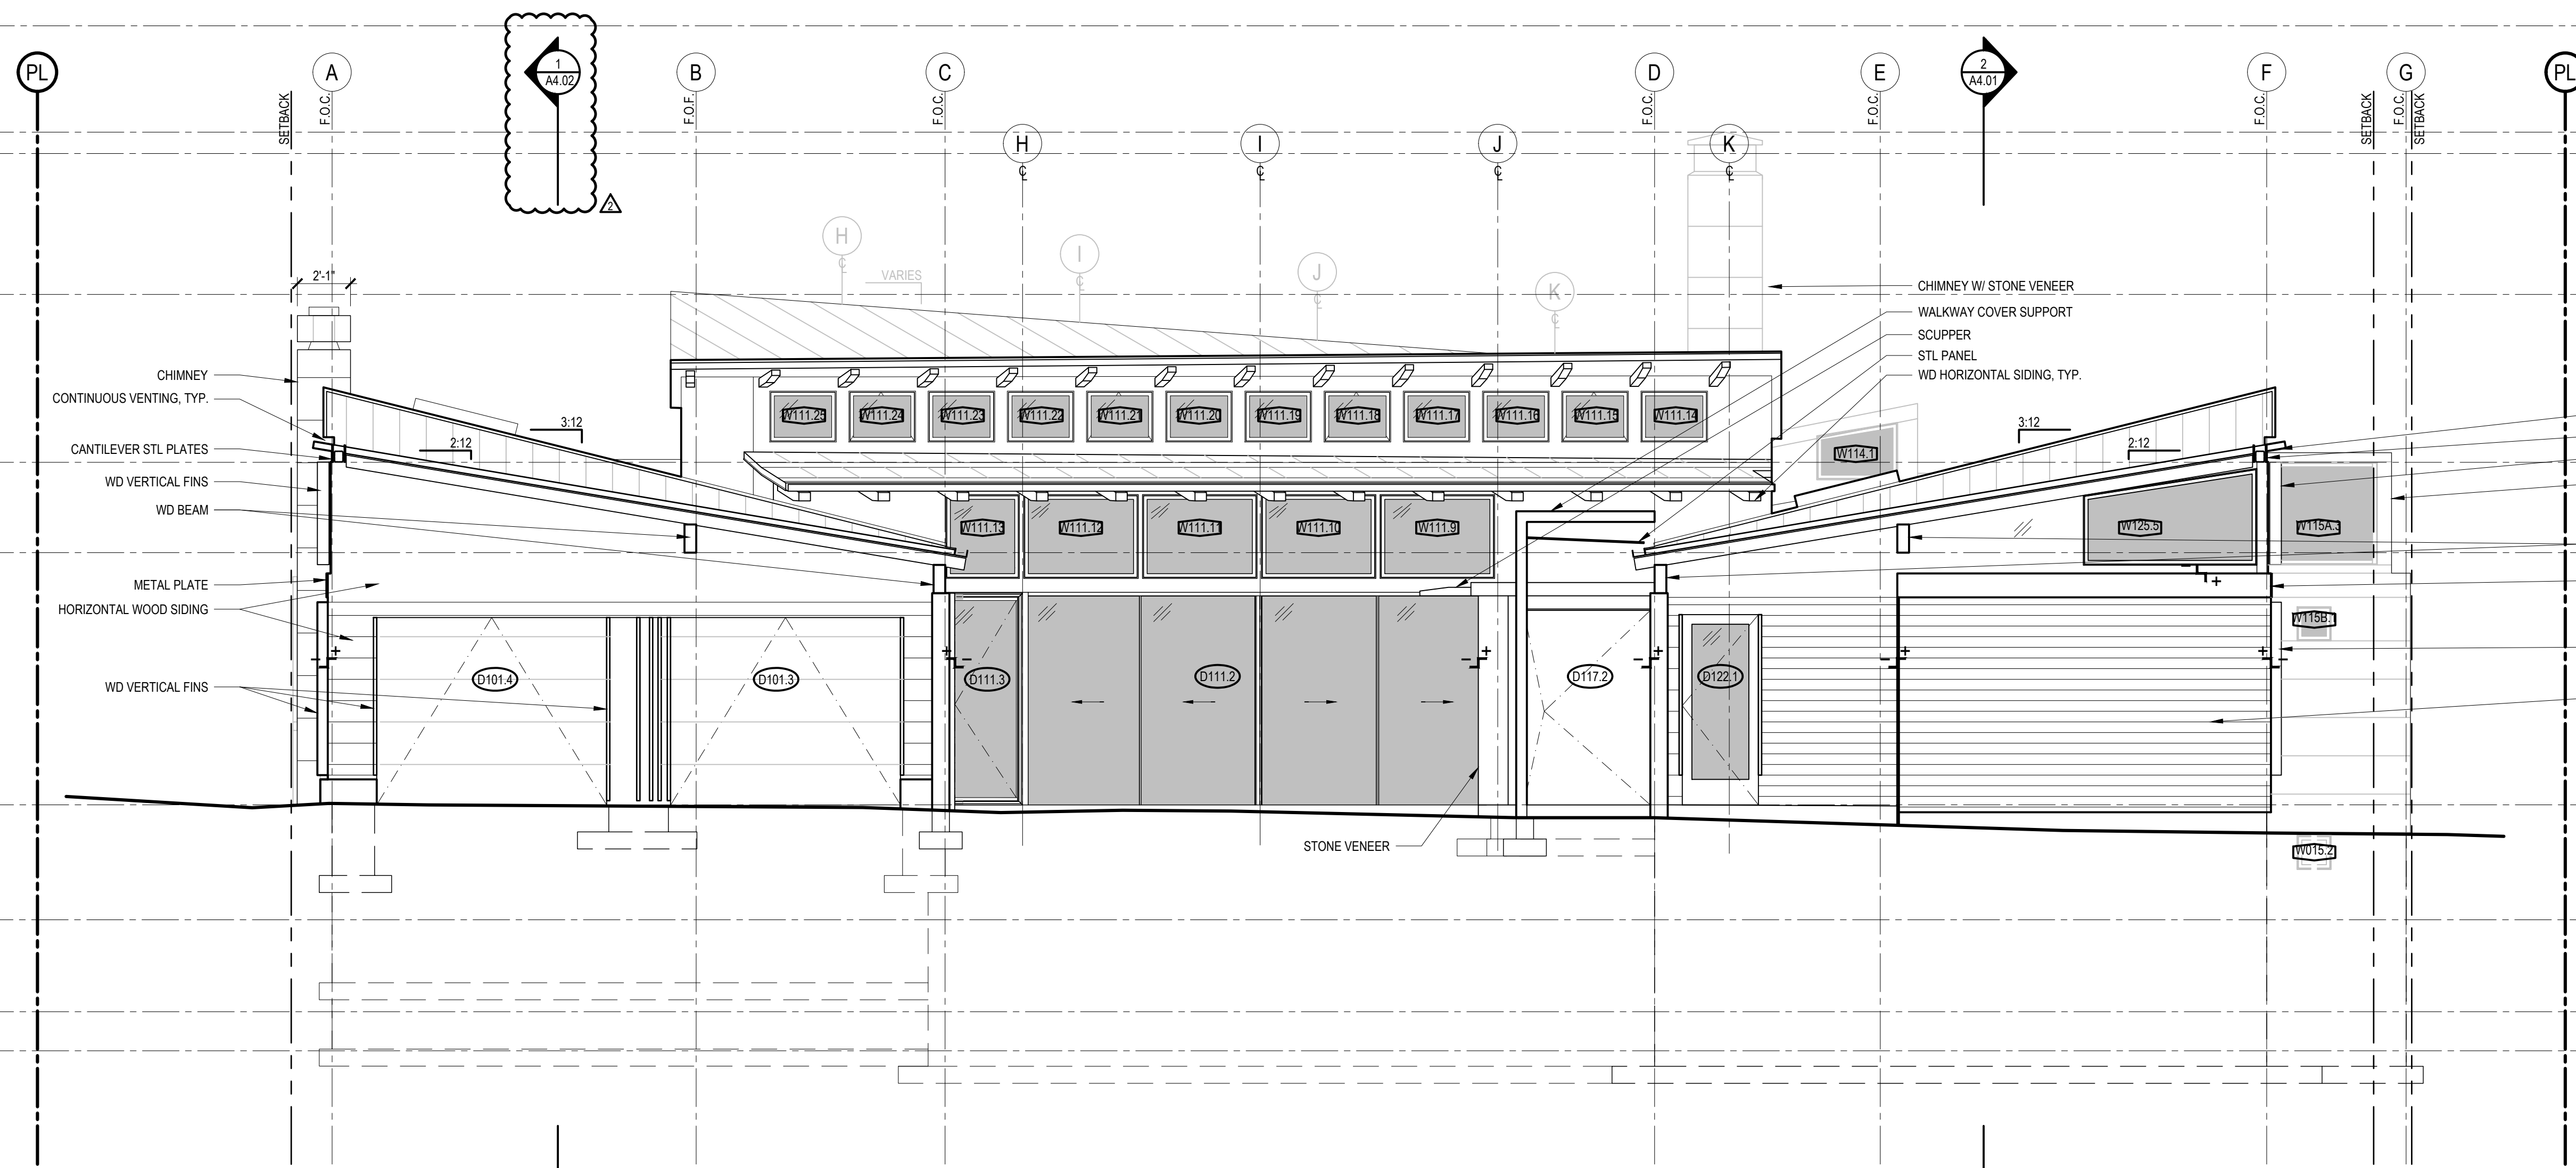 PL
A
1
A4.02
B
C
D
E
2
A4.01
F
G
PL
SETBACK
F.O.C.
F.O.F.
F.O.C.
F.O.C.
F.O.C.
F.O.C.
SETBACK
F.O.C.
SETBACK
H
I
J
K
℄
℄
℄
℄
2
H
I
J
K
℄
℄
℄
℄
VARIES
2'-1"
CHIMNEY W/ STONE VENEER
WALKWAY COVER SUPPORT
SCUPPER
STL PANEL
WD HORIZONTAL SIDING, TYP.
CHIMNEY
CONTINUOUS VENTING, TYP.
CANTILEVER STL PLATES
WD VERTICAL FINS
WD BEAM
METAL PLATE
HORIZONTAL WOOD SIDING
WD VERTICAL FINS
3:12
2:12
3:12
2:12
W111.25
W111.24
W111.23
W111.22
W111.21
W111.20
W111.19
W111.18
W111.17
W111.16
W111.15
W111.14
W114.1
W111.13
W111.12
W111.11
W111.10
W111.9
W125.5
W115A.3
W115B.1
D101.4
D101.3
D111.3
D111.2
D117.2
D122.1
STONE VENEER
W015.2